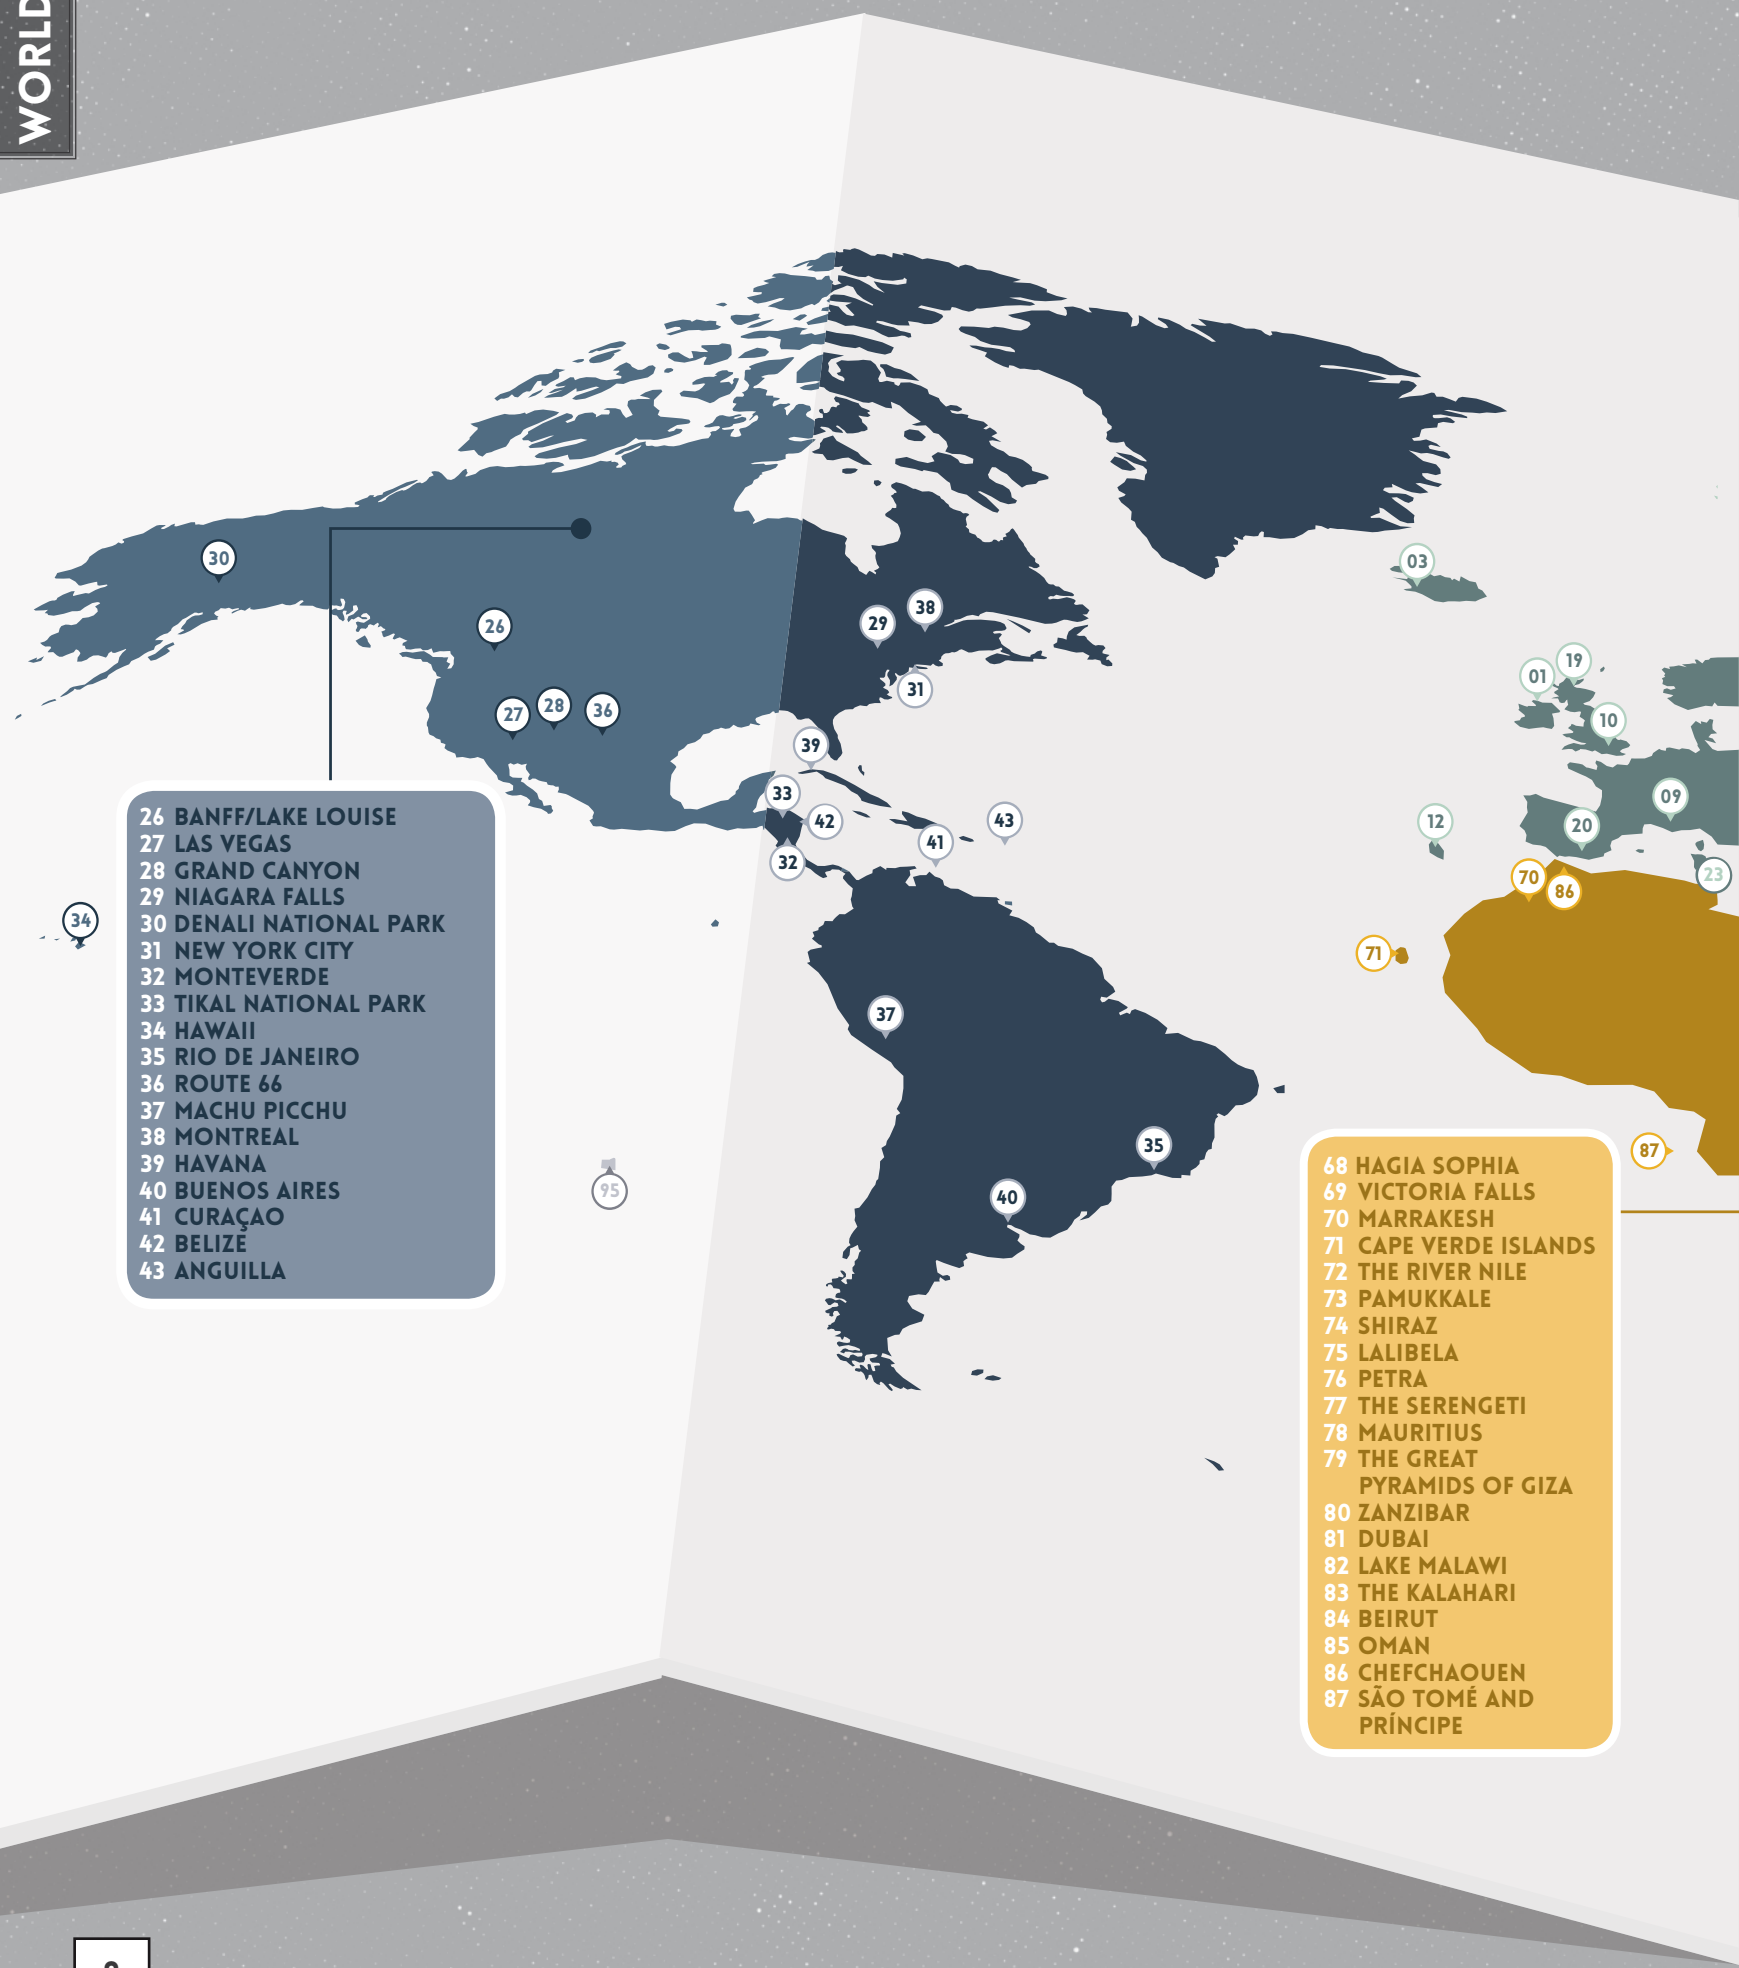 WORLD
30
26
38
29
31
27
28
36
39
33
42
43
41
32
34
37
35
40
95
03
19
01
10
09
12
20
23
70
86
71
87
26 BANFF/LAKE LOUISE
27 LAS VEGAS
28 GRAND CANYON
29 NIAGARA FALLS
30 DENALI NATIONAL PARK
31 NEW YORK CITY
32 MONTEVERDE
33 TIKAL NATIONAL PARK
34 HAWAII
35 RIO DE JANEIRO
36 ROUTE 66
37 MACHU PICCHU
38 MONTREAL
39 HAVANA
40 BUENOS AIRES
41 CURAÇAO
42 BELIZE
43 ANGUILLA
68 HAGIA SOPHIA
69 VICTORIA FALLS
70 MARRAKESH
71 CAPE VERDE ISLANDS
72 THE RIVER NILE
73 PAMUKKALE
74 SHIRAZ
75 LALIBELA
76 PETRA
77 THE SERENGETI
78 MAURITIUS
79 THE GREAT
PYRAMIDS OF GIZA
80 ZANZIBAR
81 DUBAI
82 LAKE MALAWI
83 THE KALAHARI
84 BEIRUT
85 OMAN
86 CHEFCHAOUEN
87 SÃO TOMÉ AND
PRÍNCIPE